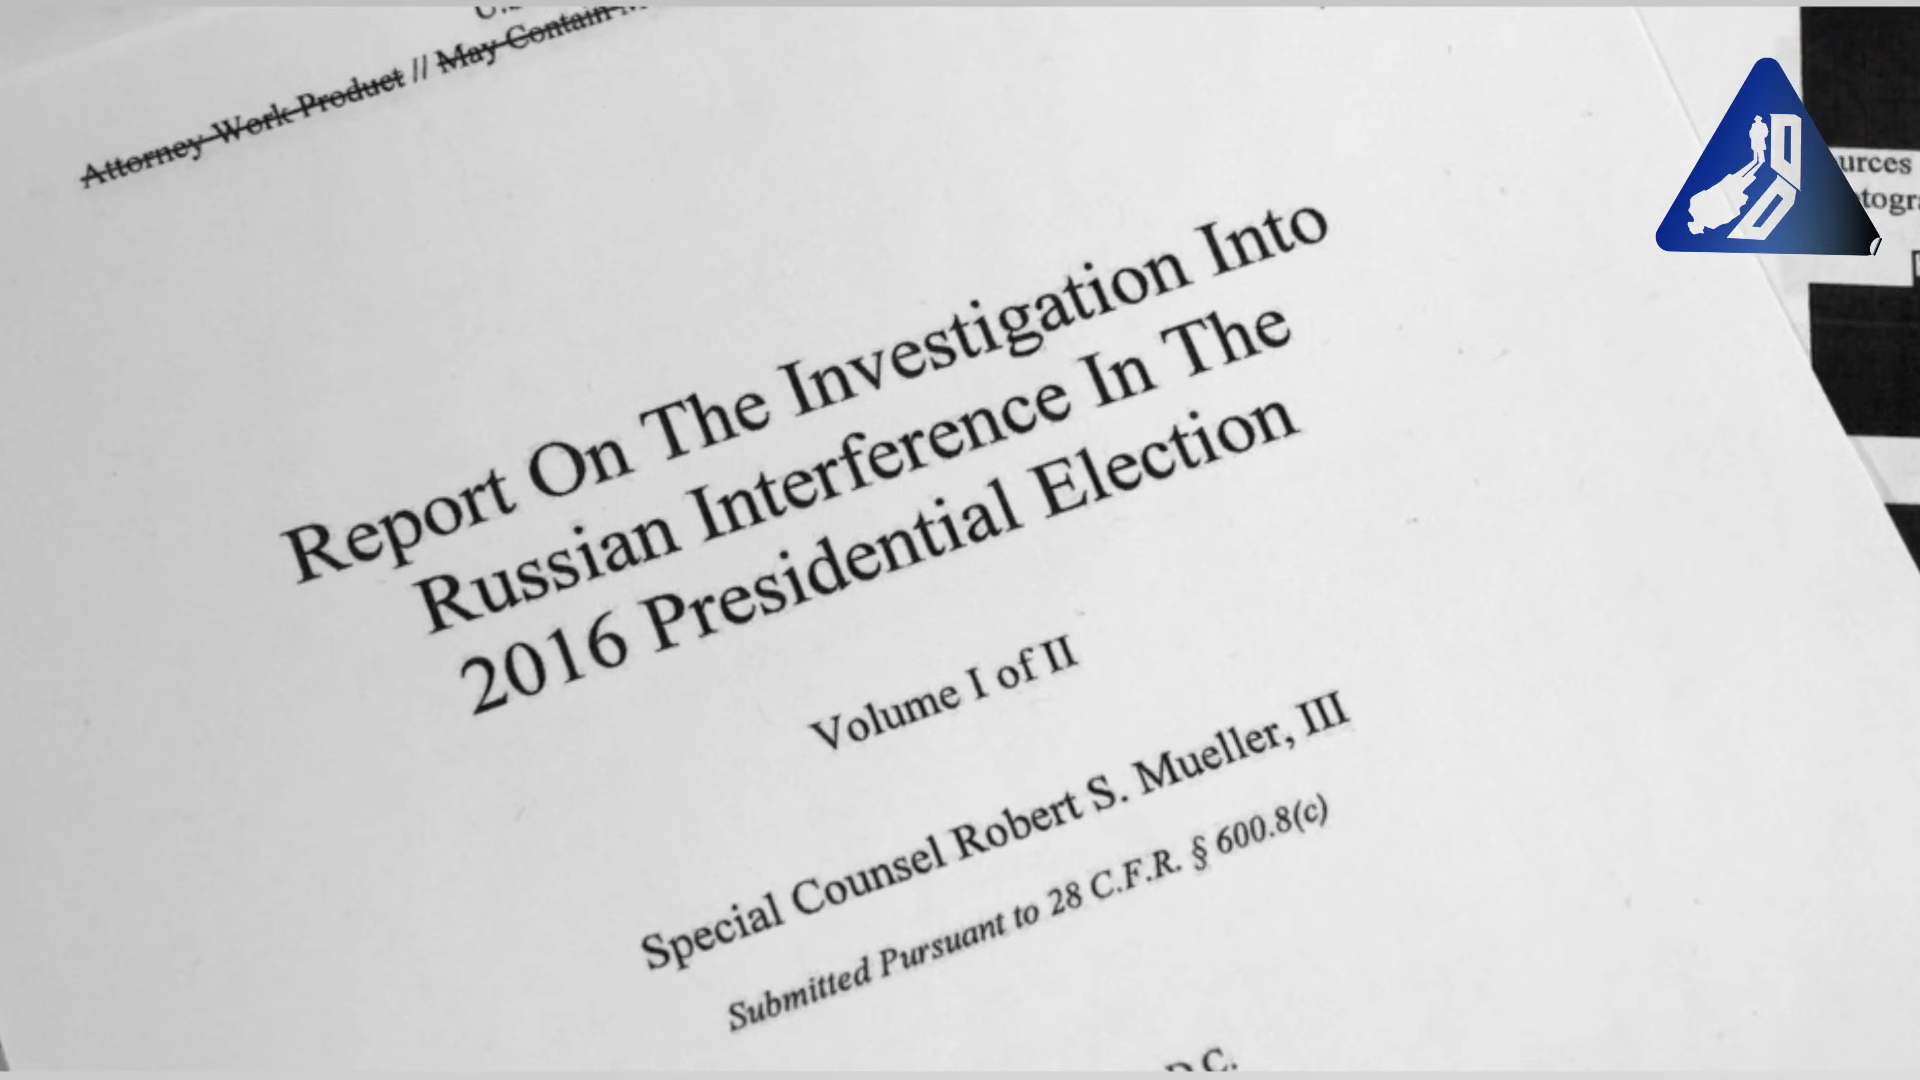 Attorney Work Product // May Contain
Report On The Investigation Into
Russian Interference In The
2016 Presidential Election
Volume I of II
Special Counsel Robert S. Mueller, III
Submitted Pursuant to 28 C.F.R. § 600.8(c)
D.C.